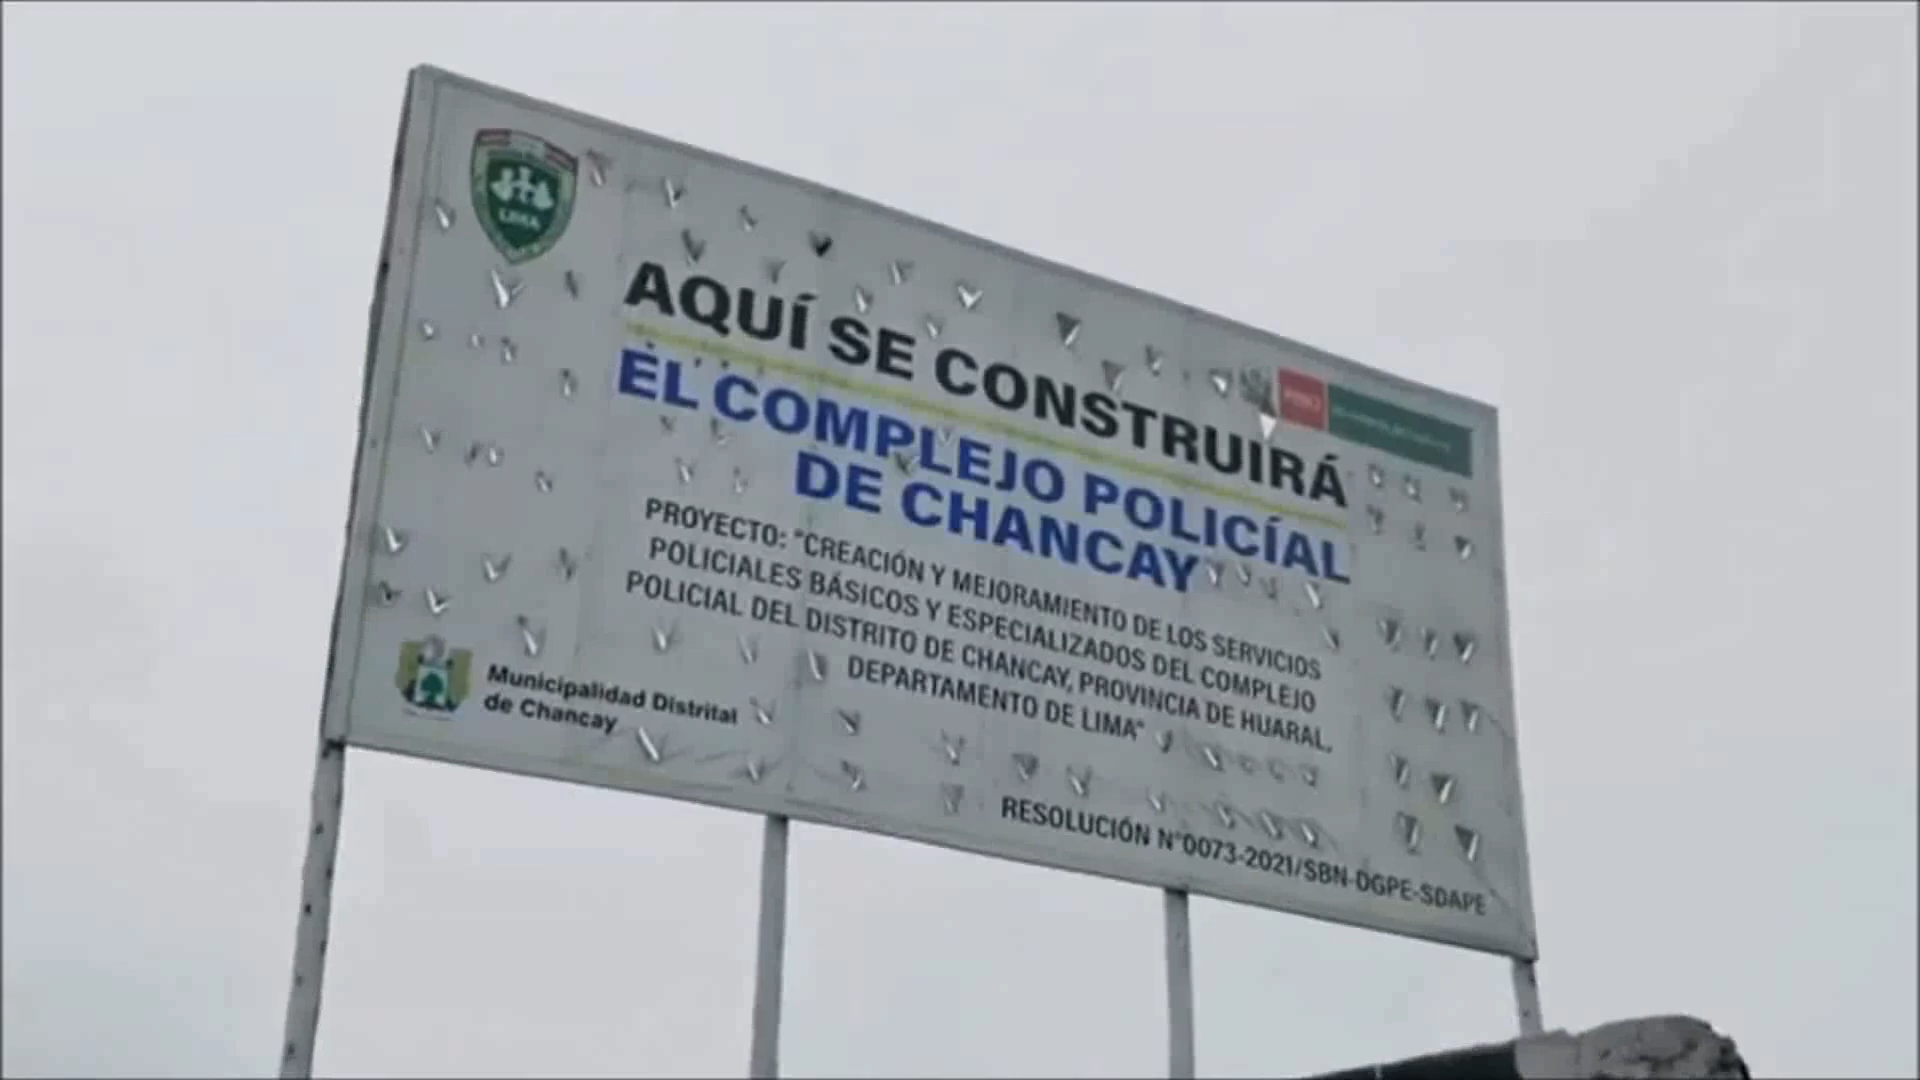 LIMA
AQUÍ SE CONSTRUIRÁ
PERÚ
EL COMPLEJO POLICÍAL
DE CHANCAY
PROYECTO: "CREACIÓN Y MEJORAMIENTO DE LOS SERVICIOS
POLICIALES BÁSICOS Y ESPECIALIZADOS DEL COMPLEJO
POLICIAL DEL DISTRITO DE CHANCAY, PROVINCIA DE HUARAL,
DEPARTAMENTO DE LIMA"
Municipalidad Distrital
de Chancay
RESOLUCIÓN N°0073-2021/SBN-DGPE-SDAPE